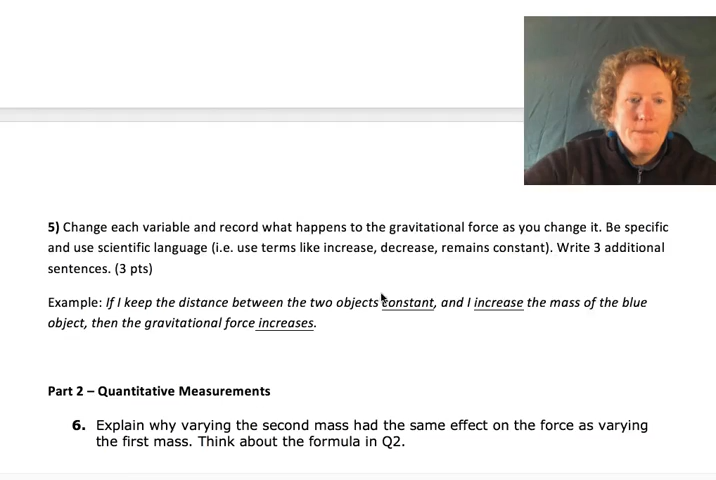 5) Change each variable and record what happens to the gravitational force as you change it. Be specific
and use scientific language (i.e. use terms like increase, decrease, remains constant). Write 3 additional
sentences. (3 pts)
Example: If I keep the distance between the two objects constant, and I increase the mass of the blue
object, then the gravitational force increases.
Part 2 – Quantitative Measurements
6. Explain why varying the second mass had the same effect on the force as varying
the first mass. Think about the formula in Q2.